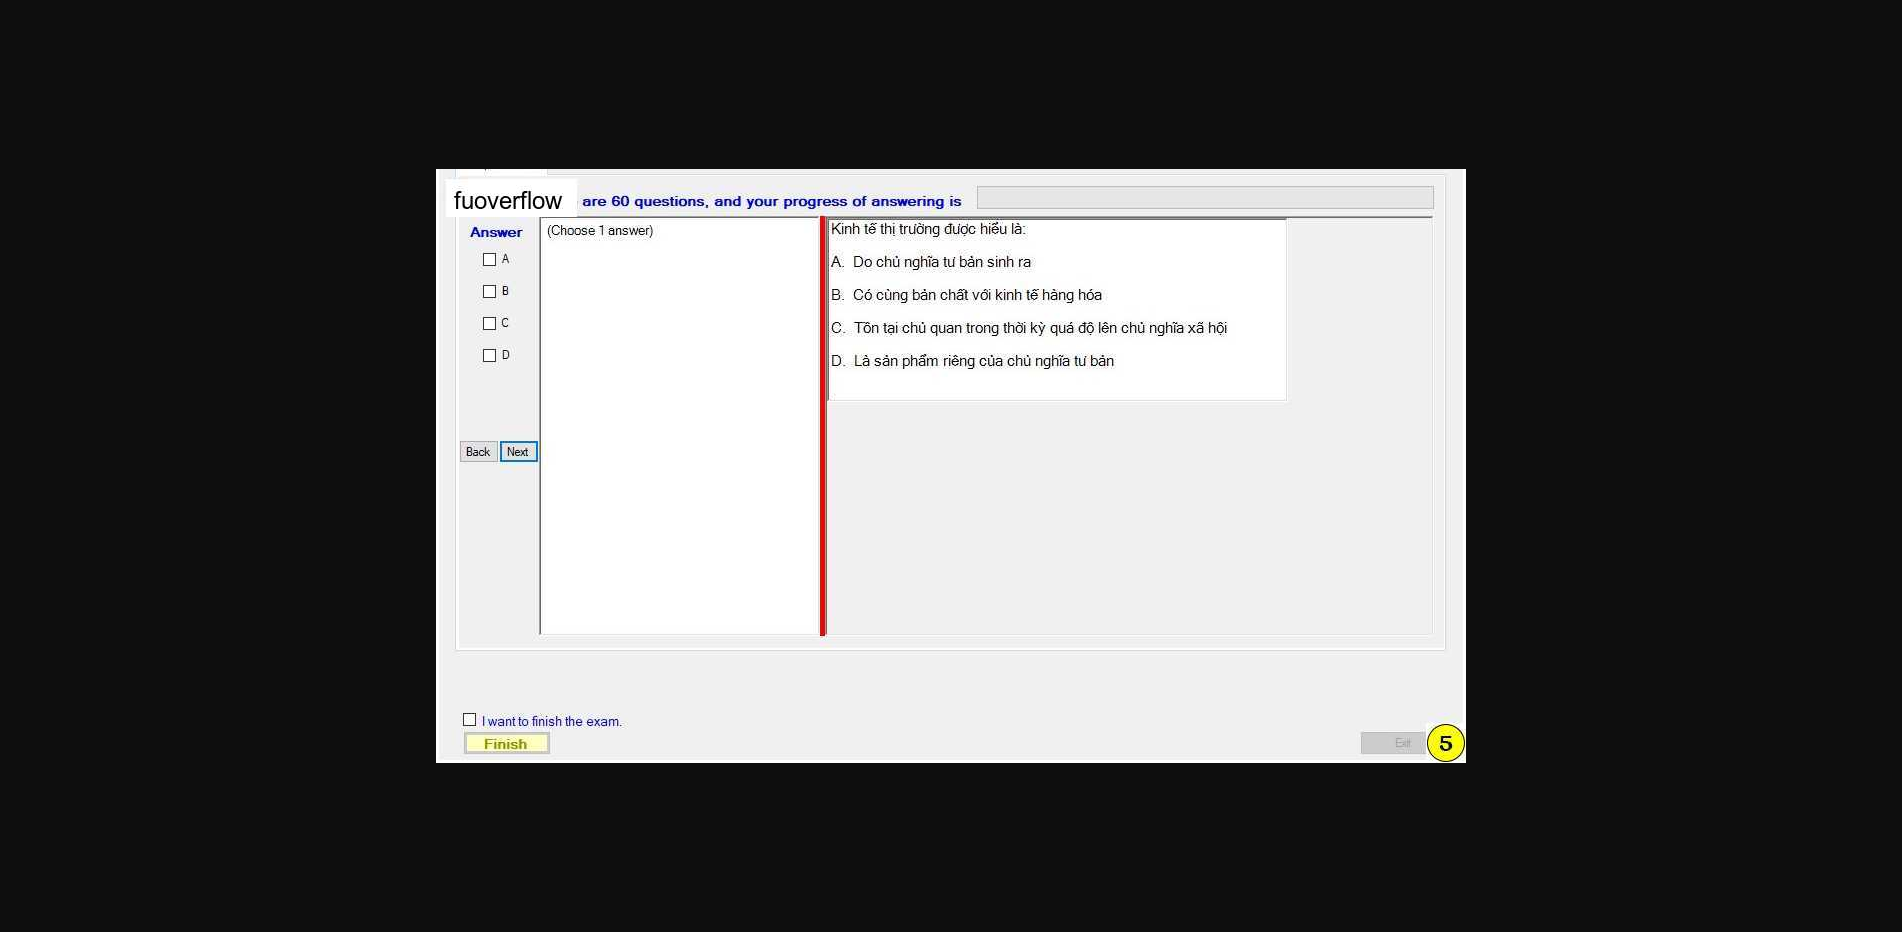 fuoverflow are 60 questions, and your progress of answering is
Answer
A
B
C
D
Back Next
(Choose 1 answer)
Kinh tế thị trường được hiểu là:
A. Do chủ nghĩa tư bản sinh ra
B. Có cùng bản chất với kinh tế hàng hóa
C. Tồn tại chủ quan trong thời kỳ quá độ lên chủ nghĩa xã hội
D. Là sản phẩm riêng của chủ nghĩa tư bản
I want to finish the exam.
Finish
Exit
5